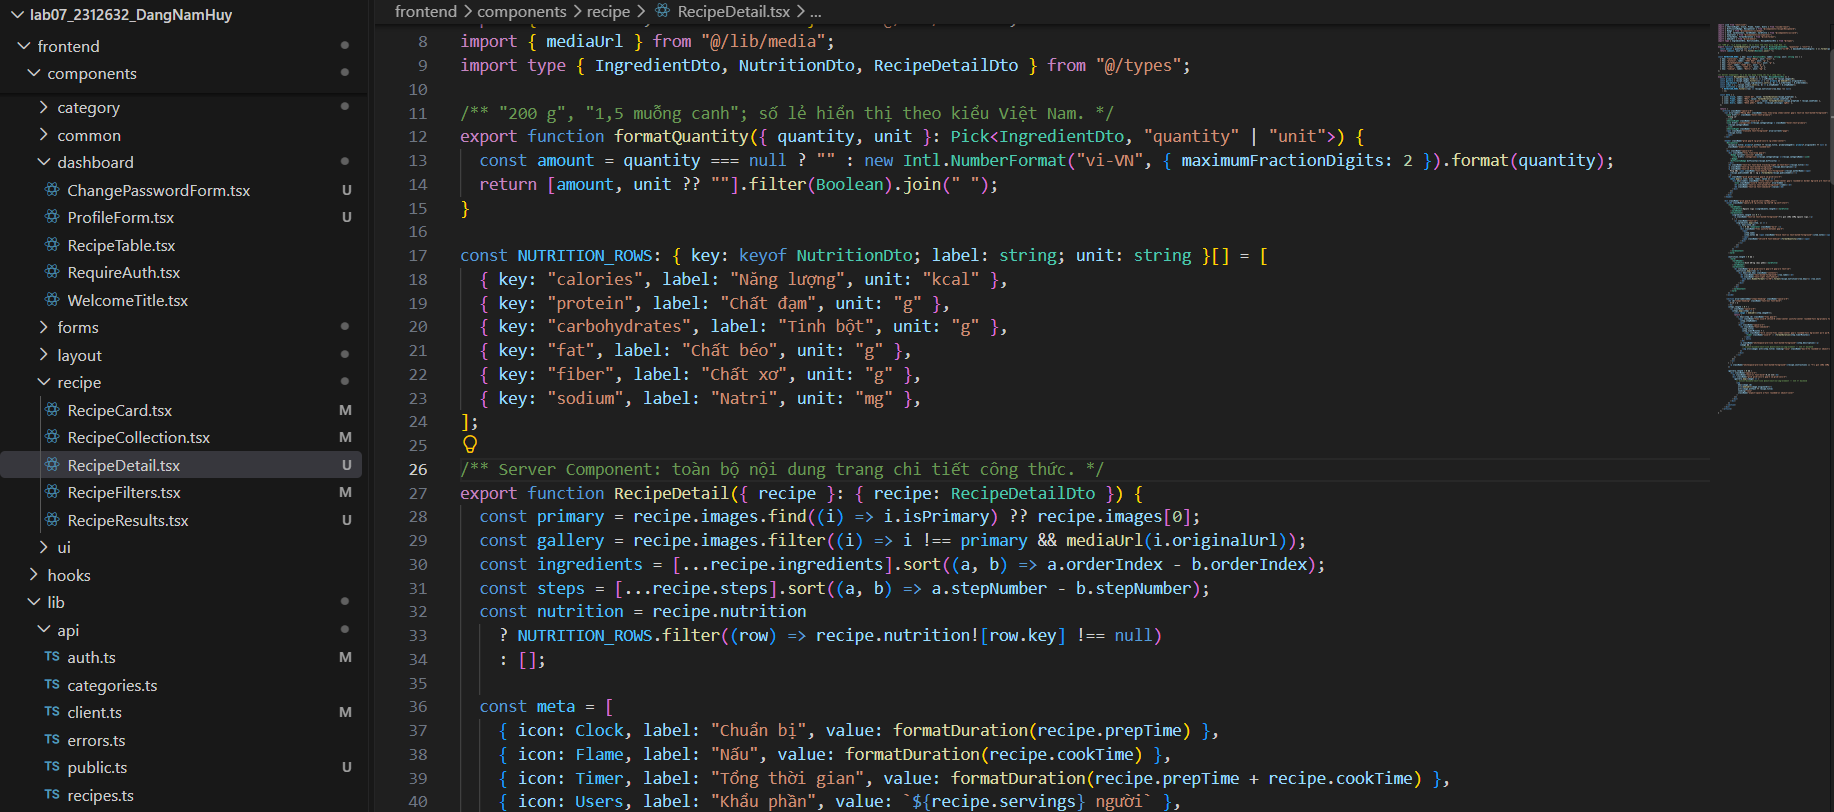 lab07_2312632_DangNamHuy
frontend
components
category
common
dashboard
ChangePasswordForm.tsx U
ProfileForm.tsx U
RecipeTable.tsx
RequireAuth.tsx
WelcomeTitle.tsx
forms
layout
recipe
RecipeCard.tsx M
RecipeCollection.tsx M
RecipeDetail.tsx U
RecipeFilters.tsx M
RecipeResults.tsx U
ui
hooks
lib
api
TS auth.ts M
TS categories.ts
TS client.ts M
TS errors.ts
TS public.ts U
TS recipes.ts
frontend > components > recipe > RecipeDetail.tsx > ...
8 import { mediaUrl } from "@/lib/media";
9 import type { IngredientDto, NutritionDto, RecipeDetailDto } from "@/types";
10
11 /** "200 g", "1,5 muỗng canh"; số lẻ hiển thị theo kiểu Việt Nam. */
12 export function formatQuantity({ quantity, unit }: Pick<IngredientDto, "quantity" | "unit">) {
13 const amount = quantity === null ? "" : new Intl.NumberFormat("vi-VN", { maximumFractionDigits: 2 }).format(quantity);
14 return [amount, unit ?? ""].filter(Boolean).join(" ");
15 }
16
17 const NUTRITION_ROWS: { key: keyof NutritionDto; label: string; unit: string }[] = [
18 { key: "calories", label: "Năng lượng", unit: "kcal" },
19 { key: "protein", label: "Chất đạm", unit: "g" },
20 { key: "carbohydrates", label: "Tinh bột", unit: "g" },
21 { key: "fat", label: "Chất béo", unit: "g" },
22 { key: "fiber", label: "Chất xơ", unit: "g" },
23 { key: "sodium", label: "Natri", unit: "mg" },
24 ];
25
26 /** Server Component: toàn bộ nội dung trang chi tiết công thức. */
27 export function RecipeDetail({ recipe }: { recipe: RecipeDetailDto }) {
28 const primary = recipe.images.find((i) => i.isPrimary) ?? recipe.images[0];
29 const gallery = recipe.images.filter((i) => i !== primary && mediaUrl(i.originalUrl));
30 const ingredients = [...recipe.ingredients].sort((a, b) => a.orderIndex - b.orderIndex);
31 const steps = [...recipe.steps].sort((a, b) => a.stepNumber - b.stepNumber);
32 const nutrition = recipe.nutrition
33 ? NUTRITION_ROWS.filter((row) => recipe.nutrition![row.key] !== null)
34 : [];
35
36 const meta = [
37 { icon: Clock, label: "Chuẩn bị", value: formatDuration(recipe.prepTime) },
38 { icon: Flame, label: "Nấu", value: formatDuration(recipe.cookTime) },
39 { icon: Timer, label: "Tổng thời gian", value: formatDuration(recipe.prepTime + recipe.cookTime) },
40 { icon: Users, label: "Khẩu phần", value: `${recipe.servings} người` },